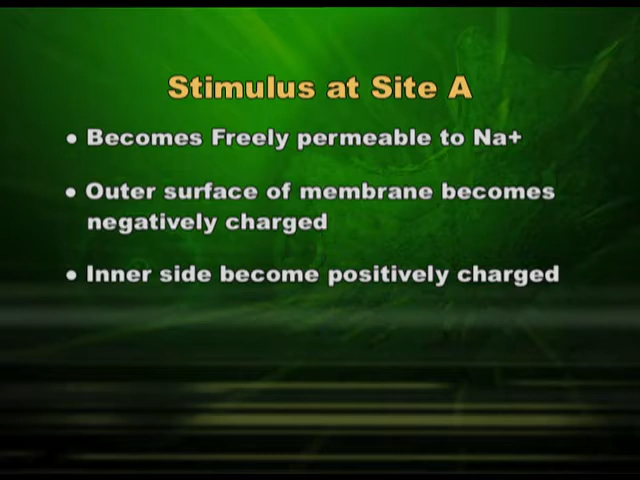 Stimulus at Site A
• Becomes Freely permeable to Na+
• Outer surface of membrane becomes
negatively charged
• Inner side become positively charged